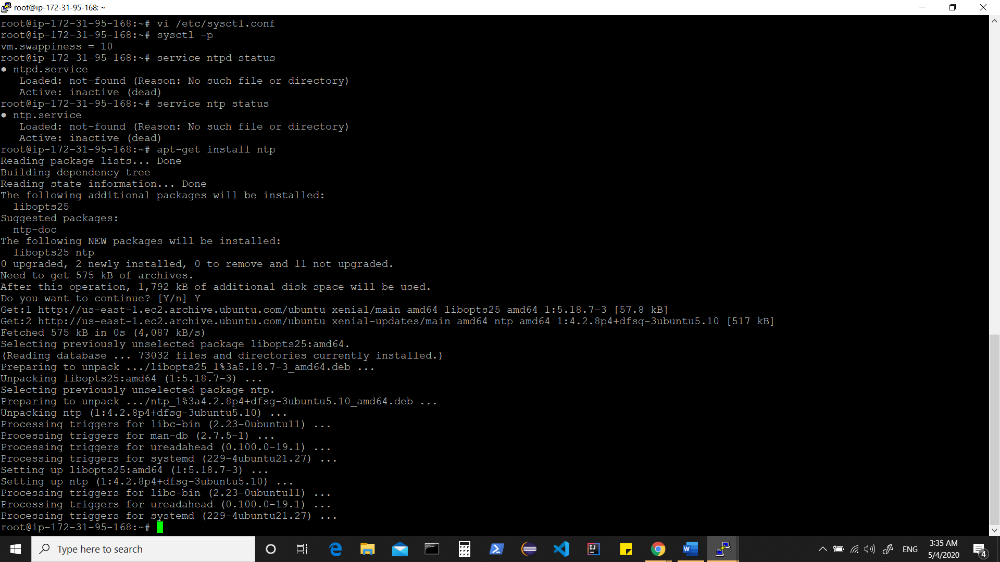 root@ip-172-31-95-168: ~
root@ip-172-31-95-168:~# vi /etc/sysctl.conf
root@ip-172-31-95-168:~# sysctl -p
vm.swappiness = 10
root@ip-172-31-95-168:~# service ntpd status
● ntpd.service
   Loaded: not-found (Reason: No such file or directory)
   Active: inactive (dead)
root@ip-172-31-95-168:~# service ntp status
● ntp.service
   Loaded: not-found (Reason: No such file or directory)
   Active: inactive (dead)
root@ip-172-31-95-168:~# apt-get install ntp
Reading package lists... Done
Building dependency tree
Reading state information... Done
The following additional packages will be installed:
  libopts25
Suggested packages:
  ntp-doc
The following NEW packages will be installed:
  libopts25 ntp
0 upgraded, 2 newly installed, 0 to remove and 11 not upgraded.
Need to get 575 kB of archives.
After this operation, 1,792 kB of additional disk space will be used.
Do you want to continue? [Y/n] Y
Get:1 http://us-east-1.ec2.archive.ubuntu.com/ubuntu xenial/main amd64 libopts25 amd64 1:5.18.7-3 [57.8 kB]
Get:2 http://us-east-1.ec2.archive.ubuntu.com/ubuntu xenial-updates/main amd64 ntp amd64 1:4.2.8p4+dfsg-3ubuntu5.10 [517 kB]
Fetched 575 kB in 0s (4,087 kB/s)
Selecting previously unselected package libopts25:amd64.
(Reading database ... 73032 files and directories currently installed.)
Preparing to unpack .../libopts25_1%3a5.18.7-3_amd64.deb ...
Unpacking libopts25:amd64 (1:5.18.7-3) ...
Selecting previously unselected package ntp.
Preparing to unpack .../ntp_1%3a4.2.8p4+dfsg-3ubuntu5.10_amd64.deb ...
Unpacking ntp (1:4.2.8p4+dfsg-3ubuntu5.10) ...
Processing triggers for libc-bin (2.23-0ubuntu11) ...
Processing triggers for man-db (2.7.5-1) ...
Processing triggers for ureadahead (0.100.0-19.1) ...
Processing triggers for systemd (229-4ubuntu21.27) ...
Setting up libopts25:amd64 (1:5.18.7-3) ...
Setting up ntp (1:4.2.8p4+dfsg-3ubuntu5.10) ...
Processing triggers for libc-bin (2.23-0ubuntu11) ...
Processing triggers for ureadahead (0.100.0-19.1) ...
Processing triggers for systemd (229-4ubuntu21.27) ...
root@ip-172-31-95-168:~#
Type here to search
ENG
3:35 AM
5/4/2020
4